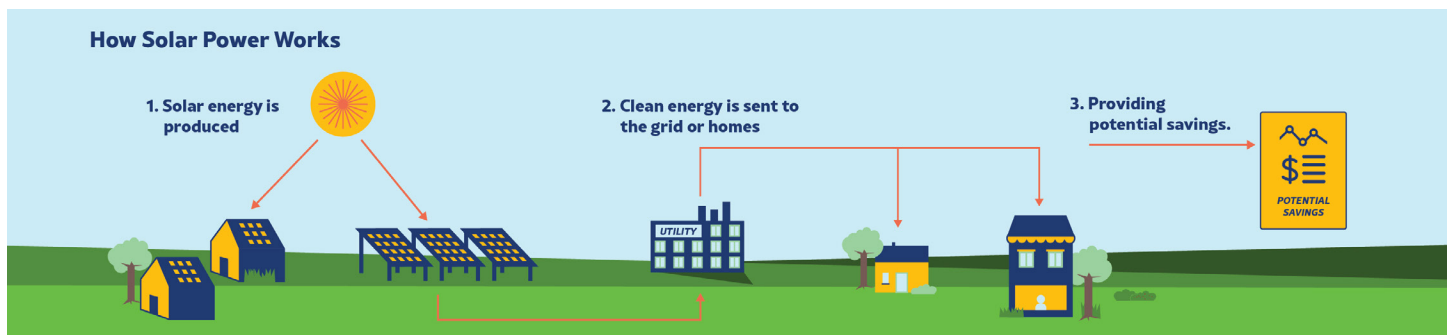 How Solar Power Works
1. Solar energy is
produced
2. Clean energy is sent to
the grid or homes
3. Providing
potential savings.
UTILITY
$
POTENTIAL
SAVINGS